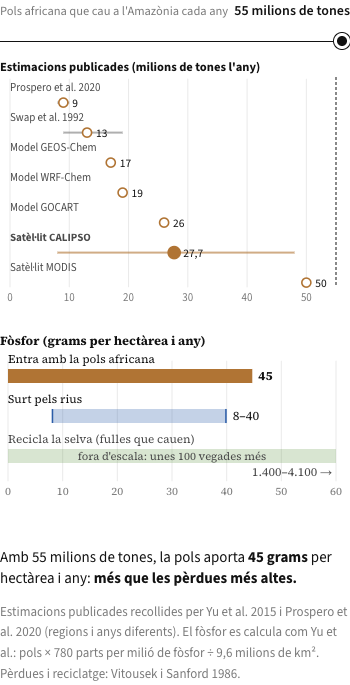 Pols africana que cau a l'Amazònia cada any 55 milions de tones
Estimacions publicades (milions de tones l'any)
Prospero et al. 2020
9
Swap et al. 1992
13
Model GEOS-Chem
17
Model WRF-Chem
19
Model GOCART
26
Satèl·lit CALIPSO
27,7
Satèl·lit MODIS
50
0 10 20 30 40 50
Fòsfor (grams per hectàrea i any)
Entra amb la pols africana
45
Surt pels rius
8–40
Recicla la selva (fulles que cauen)
fora d'escala: unes 100 vegades més
1.400–4.100 →
0 10 20 30 40 50 60
Amb 55 milions de tones, la pols aporta 45 grams per
hectàrea i any: més que les pèrdues més altes.
Estimacions publicades recollides per Yu et al. 2015 i Prospero et
al. 2020 (regions i anys diferents). El fòsfor es calcula com Yu et
al.: pols × 780 parts per milió de fòsfor ÷ 9,6 milions de km².
Pèrdues i reciclatge: Vitousek i Sanford 1986.